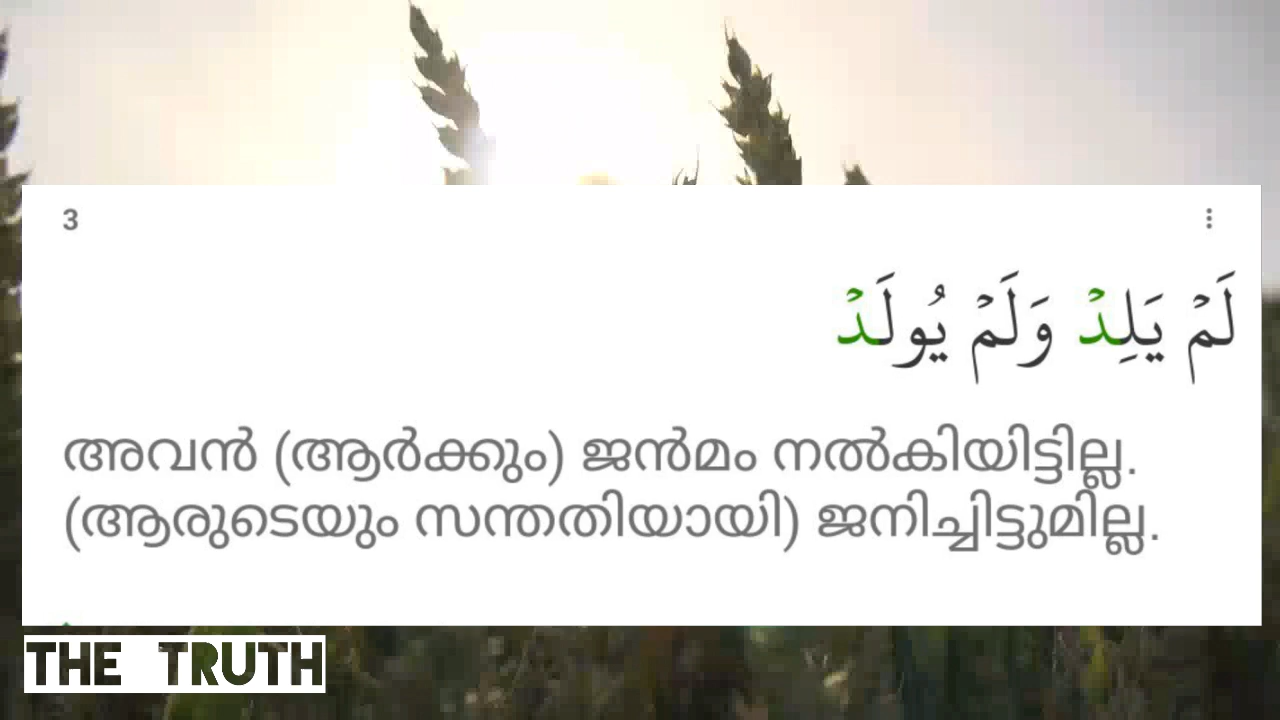 3
لَمۡ يَلِدۡ وَلَمۡ يُولَدۡ
അവൻ (ആർക്കും) ജൻമം നൽകിയിട്ടില്ല.
(ആരുടെയും സന്തതിയായി) ജനിച്ചിട്ടുമില്ല.
THE TRUTH